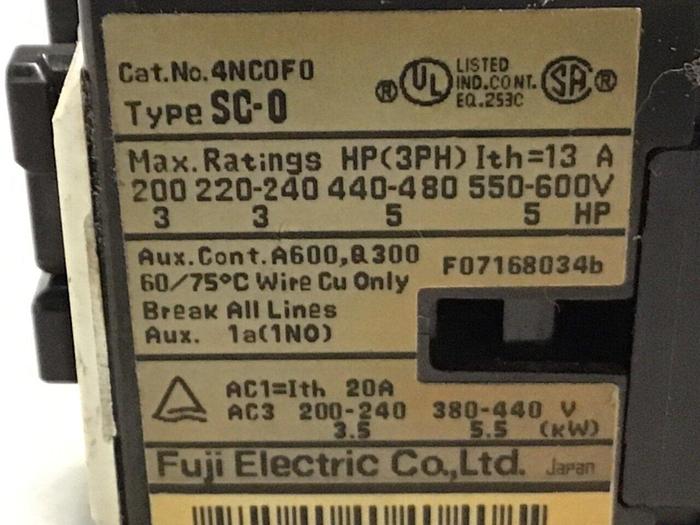 Cat.No.4NC0F0
Type SC-0
® UL LISTED IND.CONT. EQ.253C SA ®
Max.Ratings HP(3PH) Ith=13 A
200 220-240 440-480 550-600V
3 3 5 5 HP
Aux.Cont.A600,Q300
60/75°C Wire Cu Only
Break All Lines
Aux. 1a(1NO)
F07168034b
AC1=Ith 20A
AC3 200-240 380-440 V
3.5 5.5 (kW)
Fuji Electric Co.,Ltd. Japan